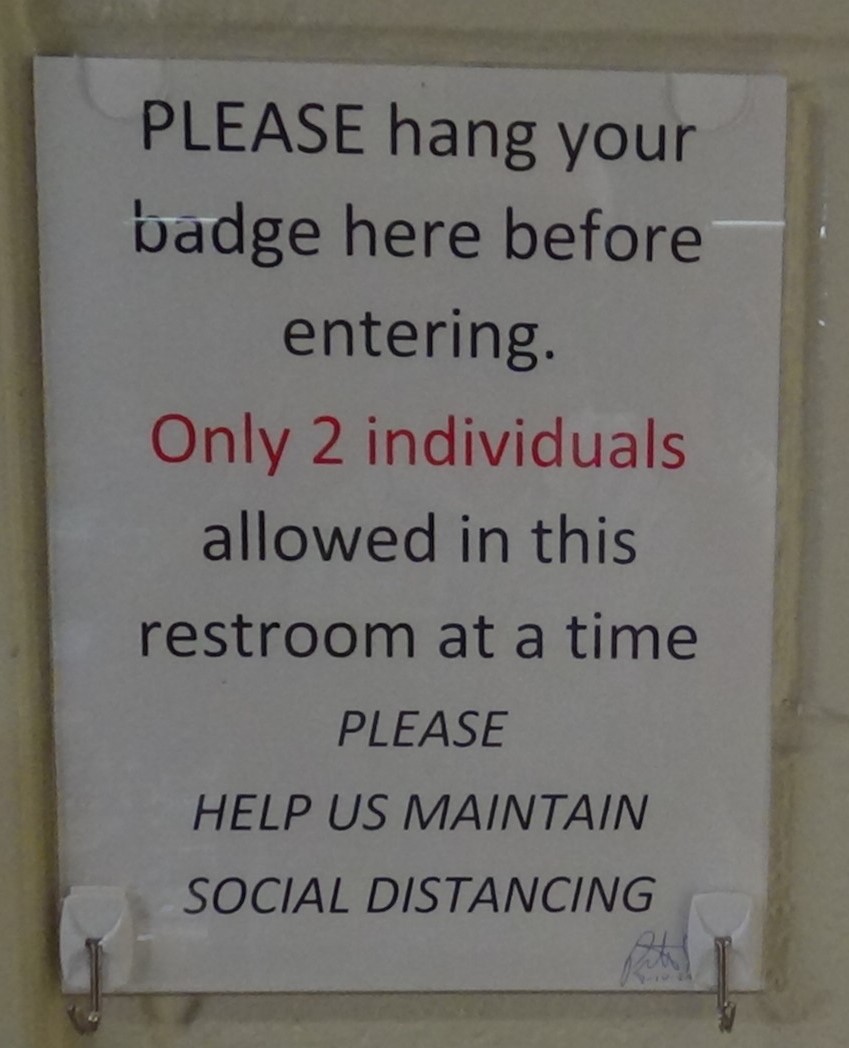 PLEASE hang your
badge here before
entering.
Only 2 individuals
allowed in this
restroom at a time
PLEASE
HELP US MAINTAIN
SOCIAL DISTANCING